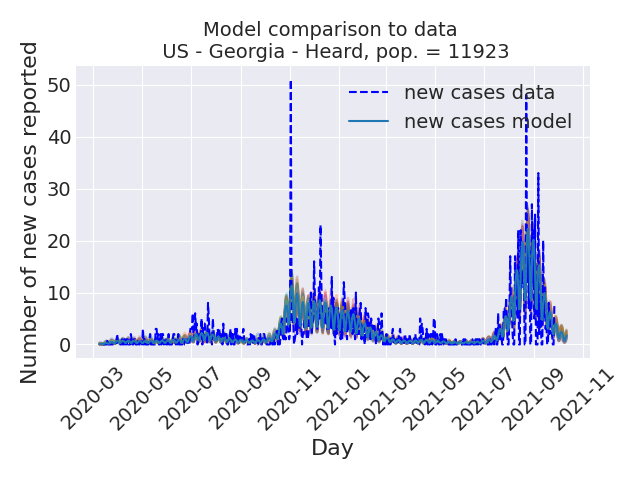 Model comparison to data
US - Georgia - Heard, pop. = 11923
Number of new cases reported
50
40
30
20
10
0
new cases data
new cases model
2020-03
2020-05
2020-07
2020-09
2020-11
2021-01
2021-03
2021-05
2021-07
2021-09
2021-11
Day